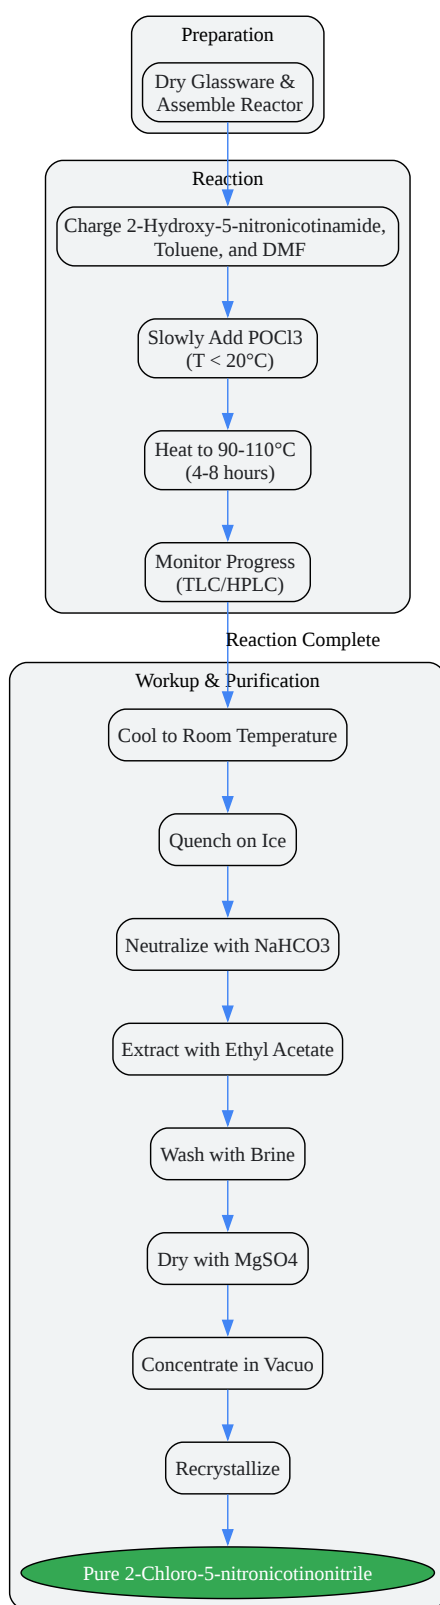 Preparation
Dry Glassware &
Assemble Reactor
Reaction
Charge 2-Hydroxy-5-nitronicotinamide,
Toluene, and DMF
Slowly Add POCl3
(T < 20°C)
Heat to 90-110°C
(4-8 hours)
Monitor Progress
(TLC/HPLC)
Reaction Complete
Workup & Purification
Cool to Room Temperature
Quench on Ice
Neutralize with NaHCO3
Extract with Ethyl Acetate
Wash with Brine
Dry with MgSO4
Concentrate in Vacuo
Recrystallize
Pure 2-Chloro-5-nitronicotinonitrile